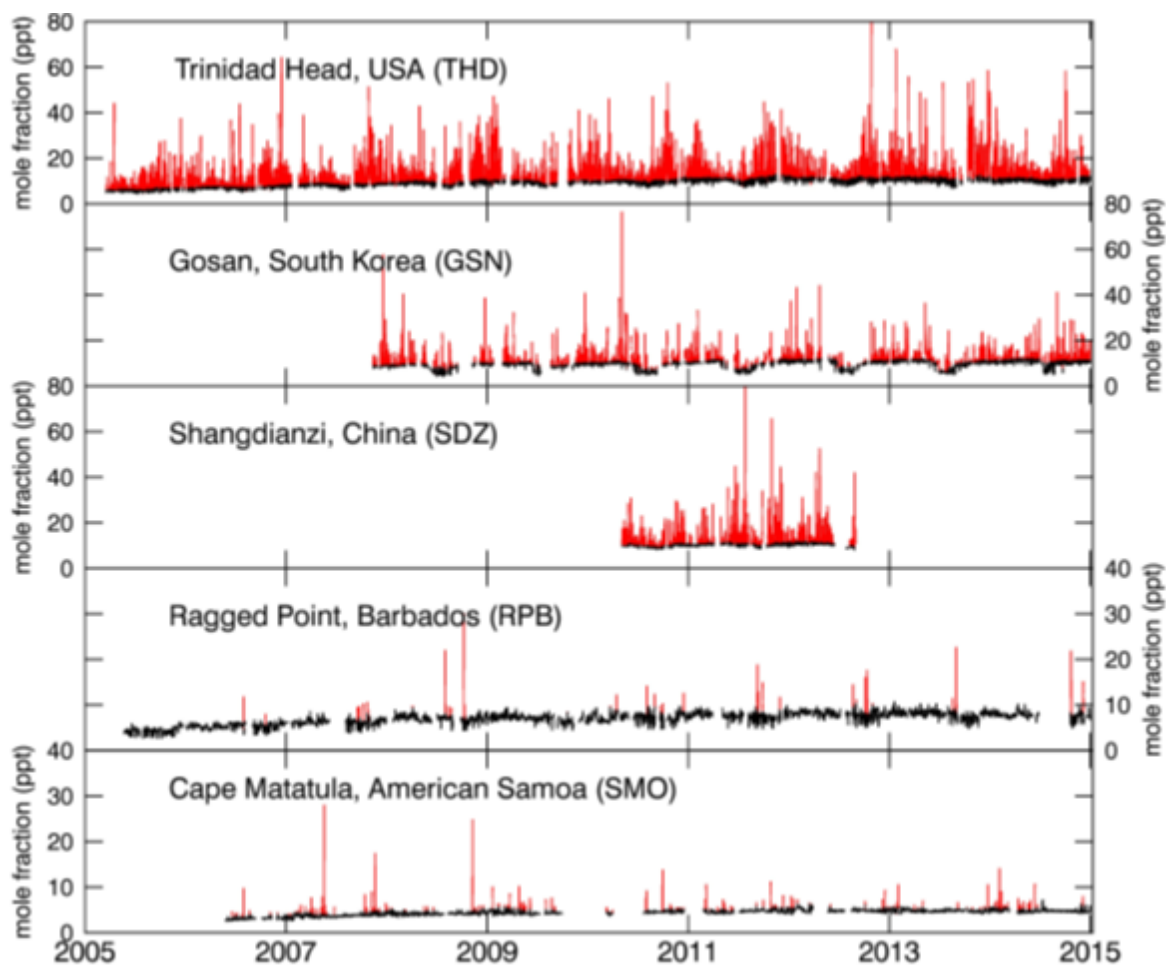 80
60
40
20
0
mole fraction (ppt)
Trinidad Head, USA (THD)
80
60
40
20
0
mole fraction (ppt)
Gosan, South Korea (GSN)
80
60
40
20
0
mole fraction (ppt)
Shangdianzi, China (SDZ)
40
30
20
10
0
mole fraction (ppt)
Ragged Point, Barbados (RPB)
40
30
20
10
0
mole fraction (ppt)
Cape Matatula, American Samoa (SMO)
2005 2007 2009 2011 2013 2015